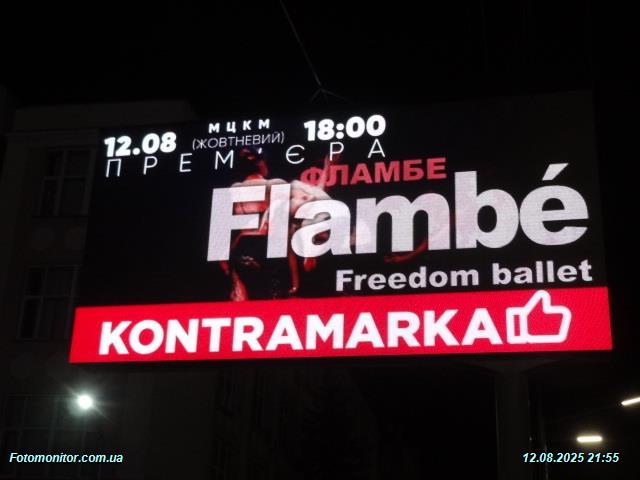 12.08 МЦКМ 18:00
(ЖОВТНЕВИЙ)
ПРЕМ'ЄРА
ФЛАМБЕ
Flambé
Freedom ballet
KONTRAMARKA
Fotomonitor.com.ua
12.08.2025 21:55